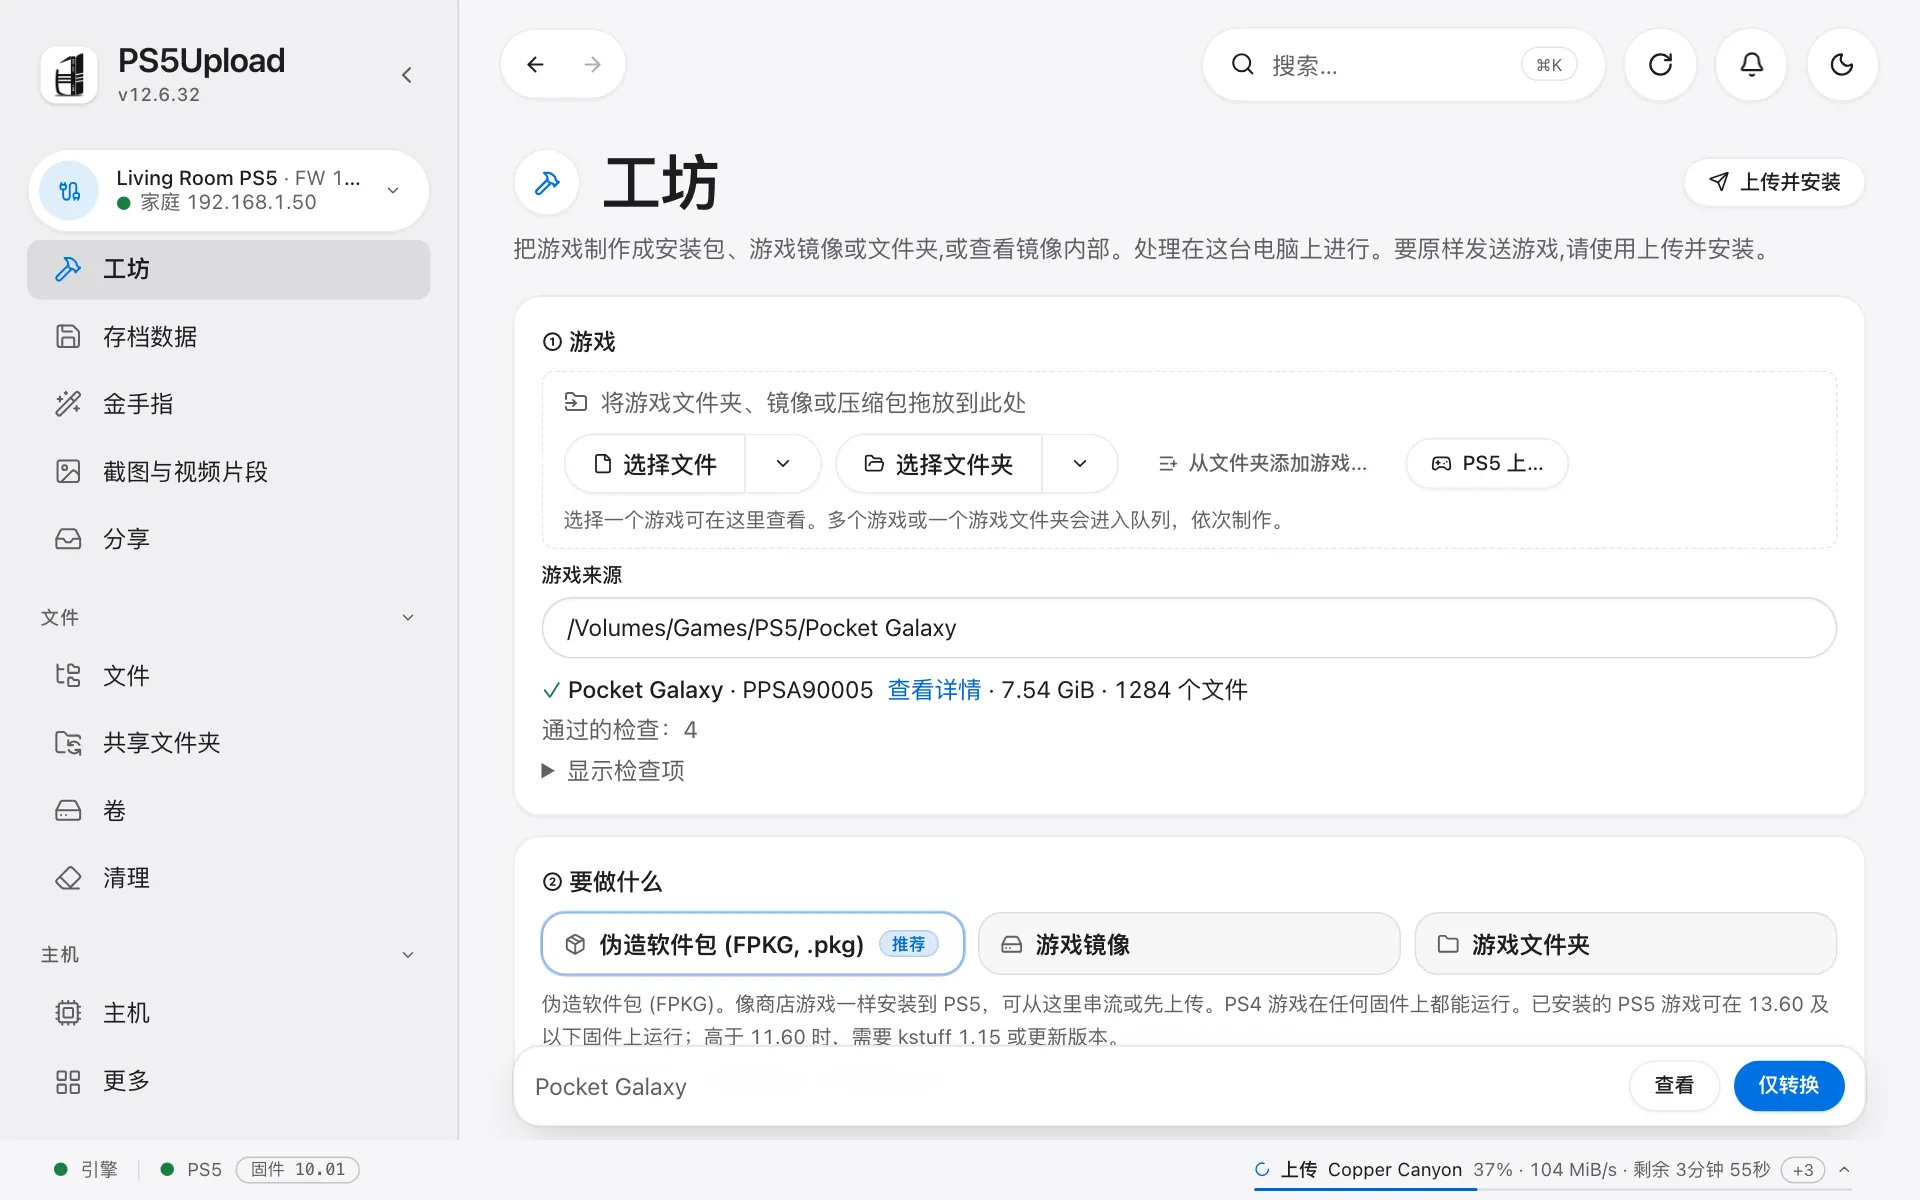 PS5Upload
v12.6.32
Living Room PS5 · FW 1...
家庭 192.168.1.50
工坊
存档数据
金手指
截图与视频片段
分享
文件
文件
共享文件夹
卷
清理
主机
主机
更多
搜索... ⌘K
工坊
上传并安装
把游戏制作成安装包、游戏镜像或文件夹,或查看镜像内部。处理在这台电脑上进行。要原样发送游戏,请使用上传并安装。
① 游戏
将游戏文件夹、镜像或压缩包拖放到此处
选择文件 选择文件夹 从文件夹添加游戏... PS5 上...
选择一个游戏可在这里查看。多个游戏或一个游戏文件夹会进入队列，依次制作。
游戏来源
/Volumes/Games/PS5/Pocket Galaxy
Pocket Galaxy · PPSA90005 查看详情 · 7.54 GiB · 1284 个文件
通过的检查：4
显示检查项
② 要做什么
伪造软件包 (FPKG, .pkg) 推荐 游戏镜像 游戏文件夹
伪造软件包 (FPKG)。像商店游戏一样安装到 PS5，可从这里串流或先上传。PS4 游戏在任何固件上都能运行。已安装的 PS5 游戏可在 13.60 及
以下固件上运行；高于 11.60 时，需要 kstuff 1.15 或更新版本。
Pocket Galaxy 查看 仅转换
引擎 PS5 固件 10.01 上传 Copper Canyon 37% · 104 MiB/s · 剩余 3分钟 55秒 +3